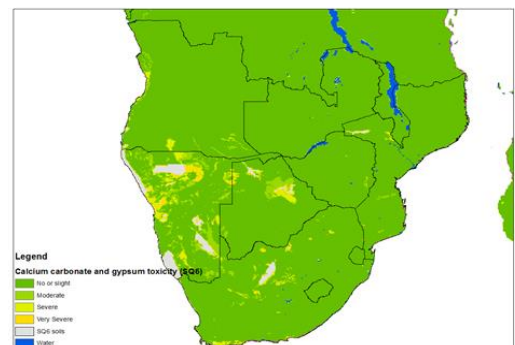 Legend
Calcium carbonate and gypsum toxicity (SQ6)
No or slight
Moderate
Severe
Very Severe
SQ6 soils
Water